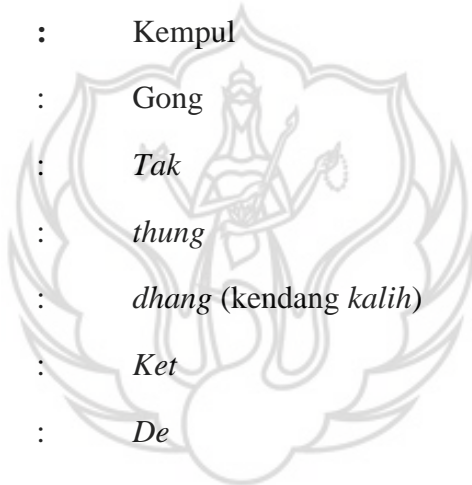 : Kempul
: Gong
: Tak
: thung
: dhang (kendang kalih)
: Ket
: De